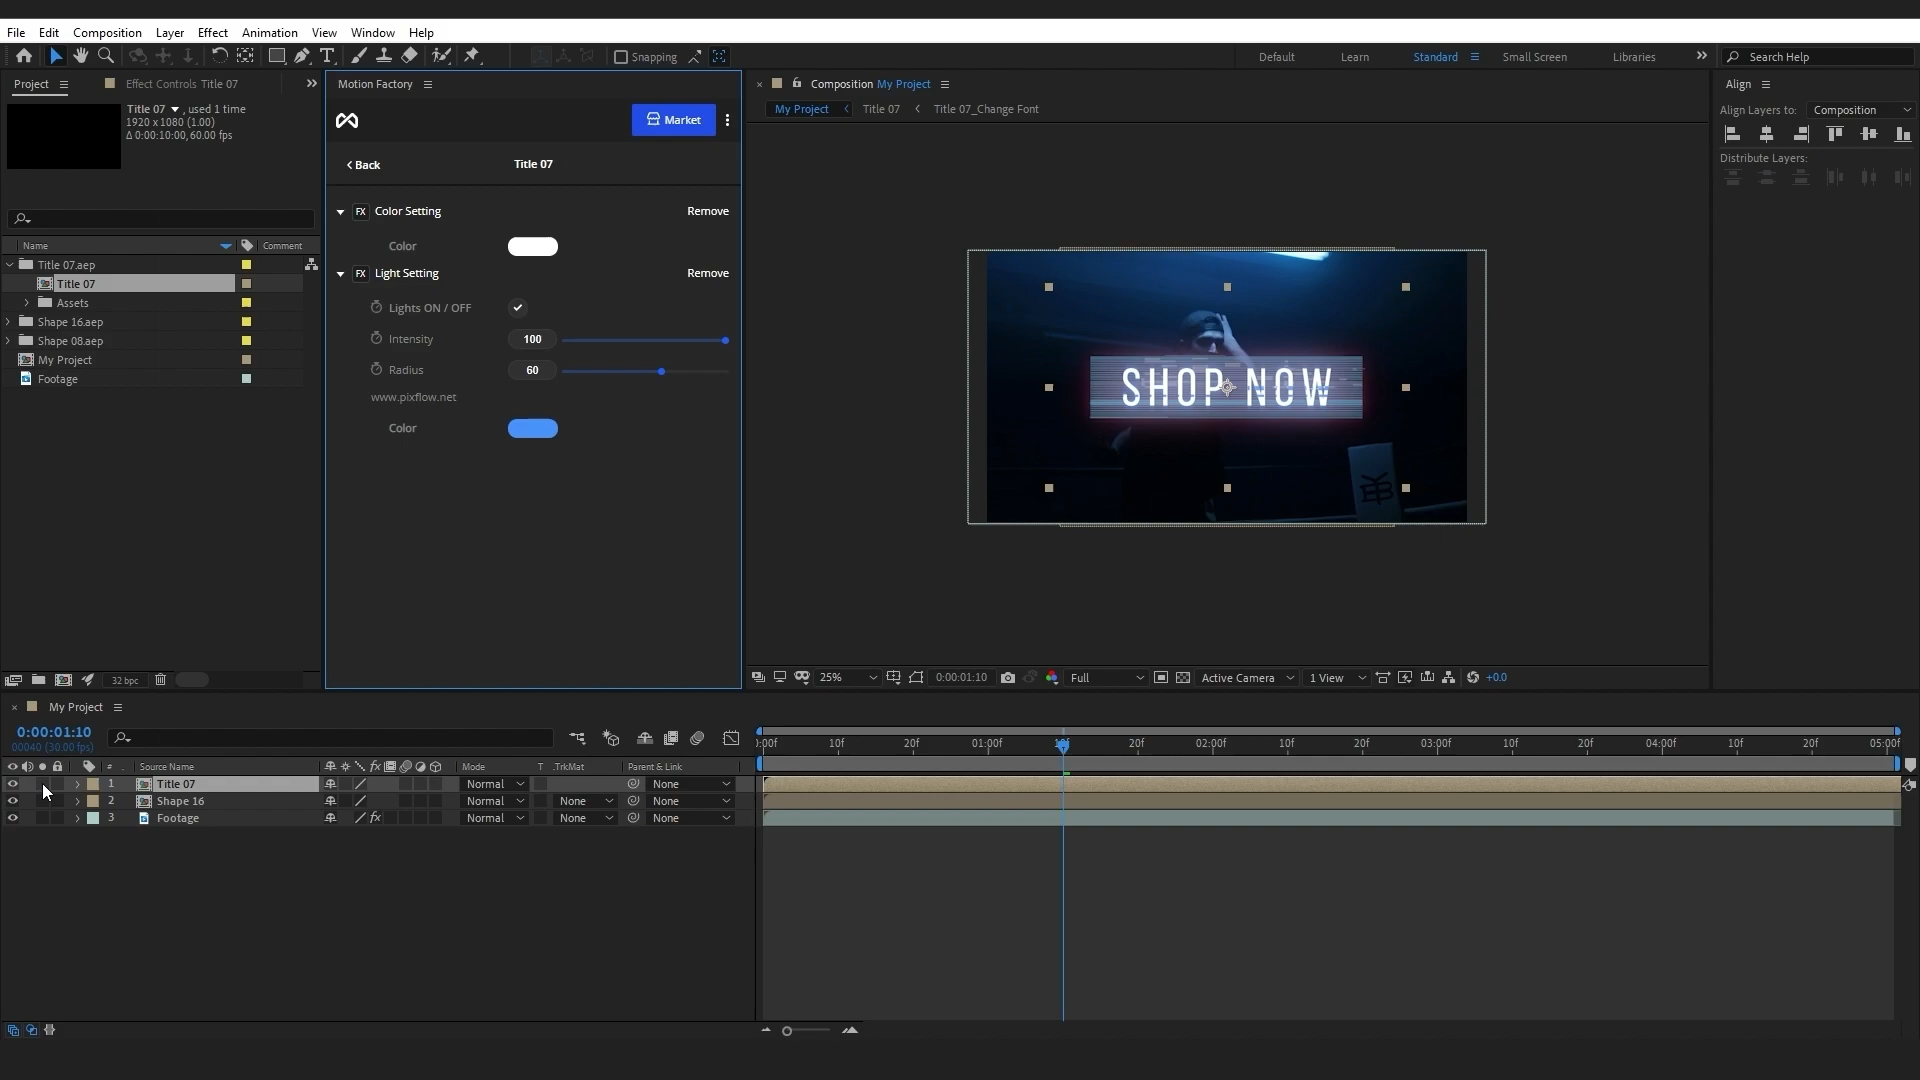 File Edit Composition Layer Effect Animation View Window Help
Snapping
Default Learn Standard Small Screen Libraries Search Help
Project Effect Controls Title 07
Title 07 , used 1 time
1920 x 1080 (1.00)
Δ 0:00:10:00, 60.00 fps
Name Comment
Title 07.aep
Title 07
Assets
Shape 16.aep
Shape 08.aep
My Project
Footage
32 bpc
Motion Factory
Market
Back Title 07
FX Color Setting Remove
Color
FX Light Setting Remove
Lights ON / OFF
Intensity 100
Radius 60
www.pixflow.net
Color
Composition My Project
My Project Title 07 Title 07_Change Font
SHOP NOW
25% 0:00:01:10 Full Active Camera 1 View +0.0
Align
Align Layers to: Composition
Distribute Layers:
My Project
0:00:01:10
00040 (30.00 fps)
:00f 10f 20f 01:00f 10f 20f 02:00f 10f 20f 03:00f 10f 20f 04:00f 10f 20f 05:00f
# Source Name fx Mode T .TrkMat Parent & Link
1 Title 07 Normal None
2 Shape 16 Normal None None
3 Footage fx Normal None None